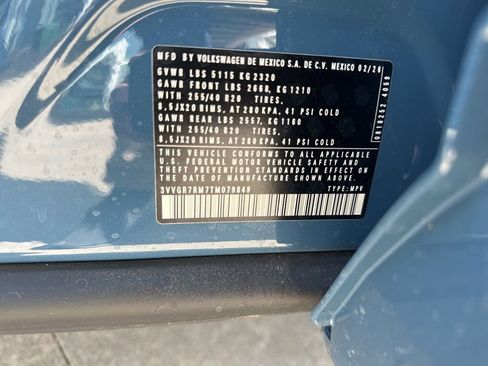 MFD BY VOLKSWAGEN DE MEXICO S.A. DE C.V. MEXICO 02/26
GVWR LBS 5115 KG 2320
GAWR FRONT LBS 2668, KG 1210
WITH 255/40 R20 TIRES.
8.5JX20 RIMS, AT 280 KPA, 41 PSI COLD
GAWR REAR LBS 2557, KG 1160
WITH 255/40 R20 TIRES,
8.5JX20 RIMS, AT 280 KPA, 41 PSI COLD
THIS VEHICLE CONFORMS TO ALL APPLICABLE
U.S. FEDERAL MOTOR VEHICLE SAFETY AND
THEFT PREVENTION STANDARDS IN EFFECT ON
THE DATE OF MANUFACTURE SHOWN ABOVE.
3VVGR7RM7TM079849 TYPE: MPV